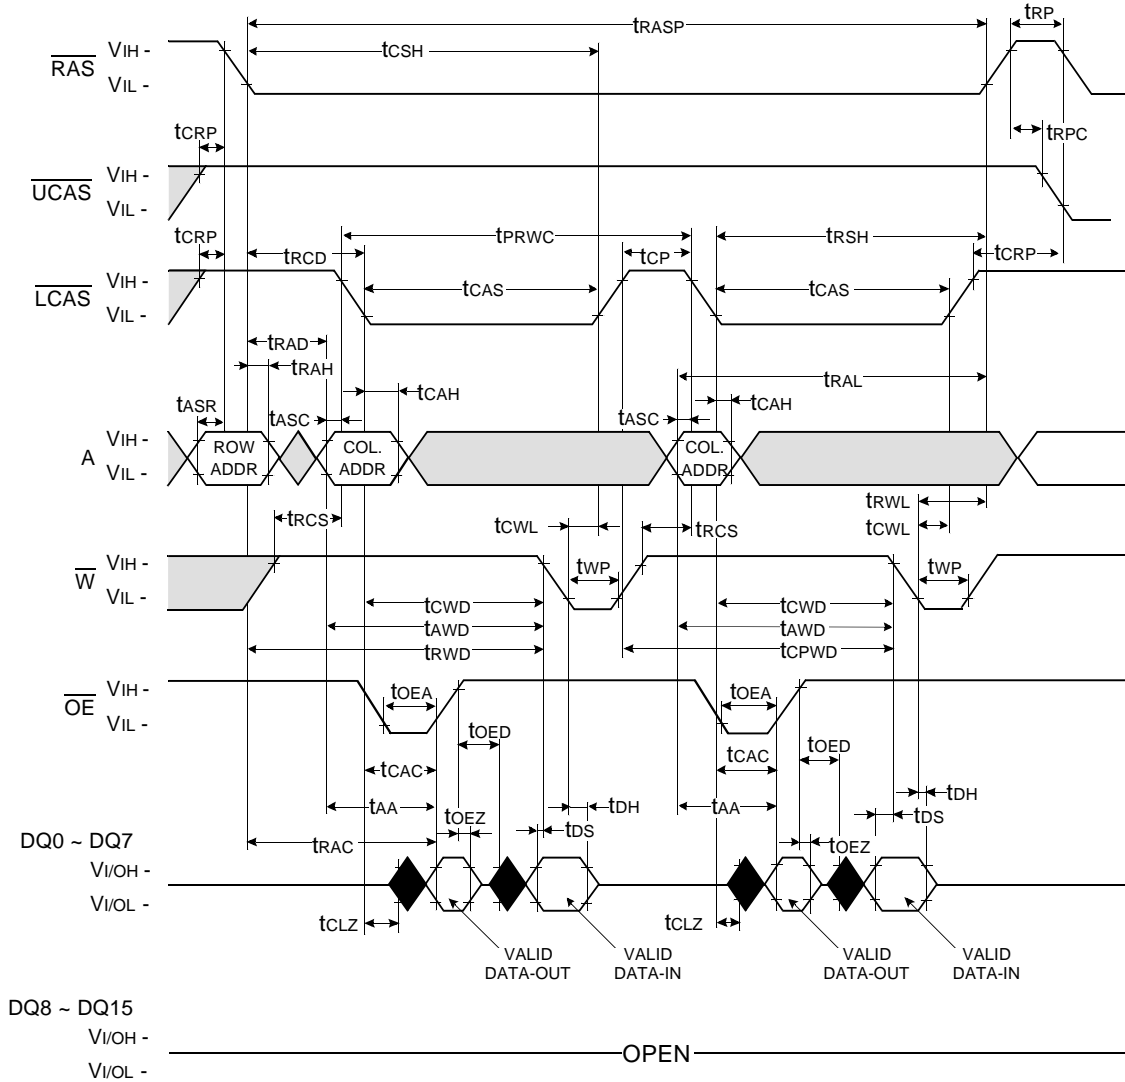 tRASP
tRP
tCSH
RAS
VIH -
VIL -
tCRP
tRPC
UCAS
VIH -
VIL -
tCRP
tRCD
tPRWC
tCP
tRSH
tCRP
LCAS
VIH -
VIL -
tCAS
tCAS
tRAD
tRAH
tRAL
tASR
tASC
tCAH
tASC
tCAH
A
VIH -
VIL -
ROW
ADDR
COL.
ADDR
COL.
ADDR
tRCS
tCWL
tRCS
tRWL
tCWL
W
VIH -
VIL -
tWP
tWP
tCWD
tCWD
tAWD
tAWD
tRWD
tCPWD
OE
VIH -
VIL -
tOEA
tOEA
tOED
tOED
tCAC
tCAC
tAA
tDH
tAA
tDH
tOEZ
tDS
tDS
tRAC
tOEZ
DQ0 ~ DQ7
VI/OH -
VI/OL -
tCLZ
tCLZ
VALID
DATA-OUT
VALID
DATA-IN
VALID
DATA-OUT
VALID
DATA-IN
DQ8 ~ DQ15
VI/OH -
VI/OL -
OPEN